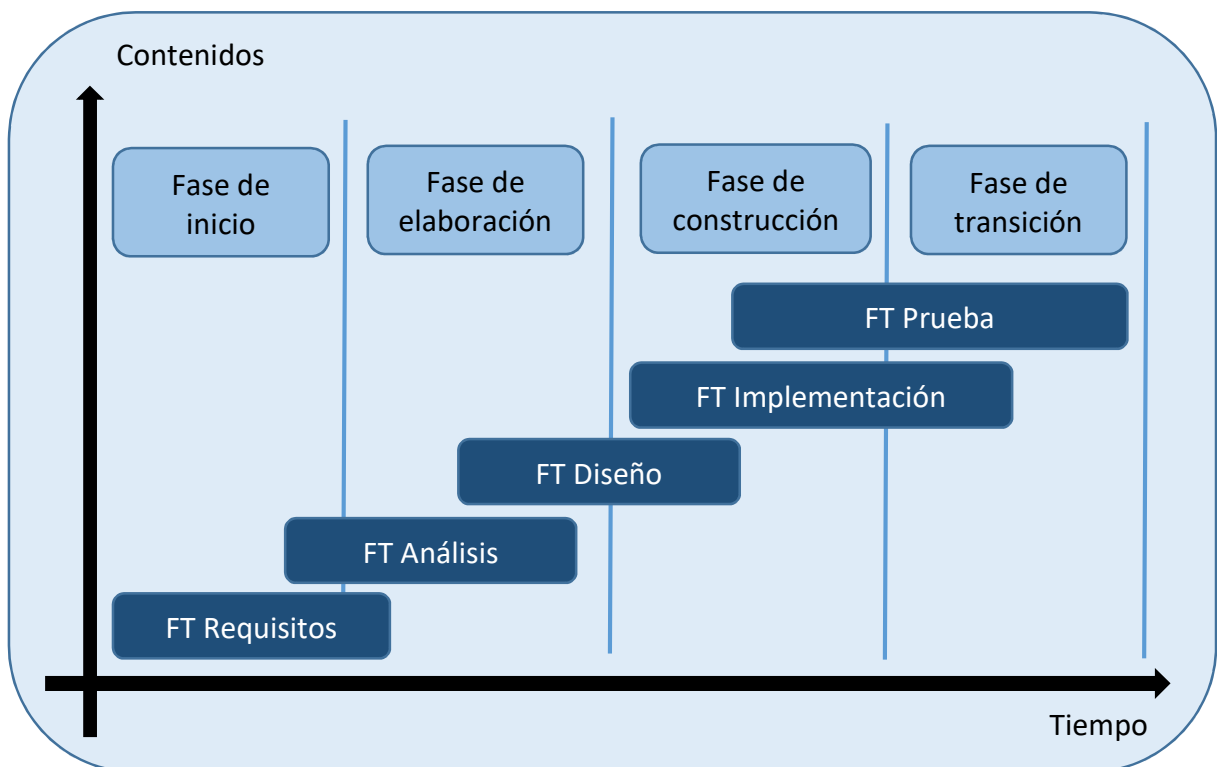 Contenidos
Fase de
inicio
Fase de
elaboración
Fase de
construcción
Fase de
transición
FT Prueba
FT Implementación
FT Diseño
FT Análisis
FT Requisitos
Tiempo